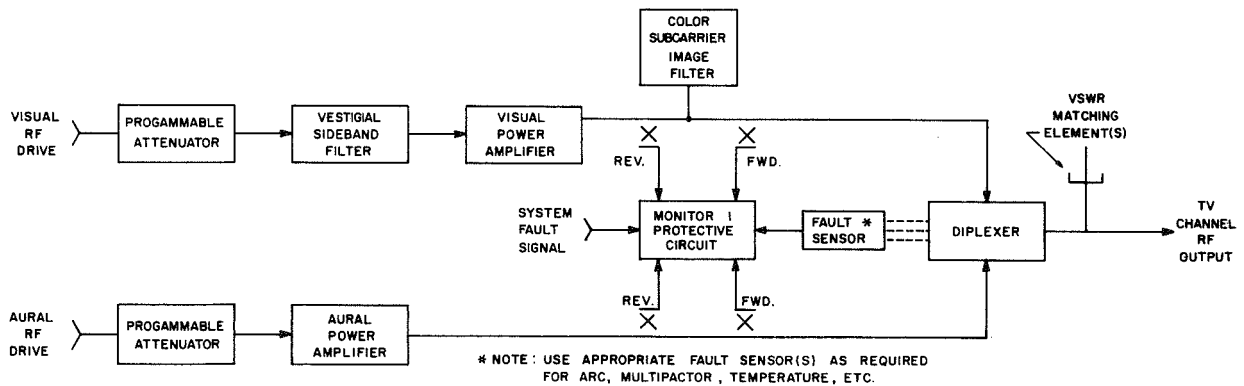 COLOR
SUBCARRIER
IMAGE
FILTER
VISUAL
RF
DRIVE
PROGAMMABLE
ATTENUATOR
VESTIGIAL
SIDEBAND
FILTER
VISUAL
POWER
AMPLIFIER
VSWR
MATCHING
ELEMENT(S)
REV.
FWD.
SYSTEM
FAULT
SIGNAL
MONITOR |
PROTECTIVE
CIRCUIT
FAULT *
SENSOR
DIPLEXER
TV
CHANNEL
RF
OUTPUT
REV.
FWD.
AURAL
RF
DRIVE
PROGAMMABLE
ATTENUATOR
AURAL
POWER
AMPLIFIER
* NOTE: USE APPROPRIATE FAULT SENSOR(S) AS REQUIRED
FOR ARC, MULTIPACTOR, TEMPERATURE, ETC.